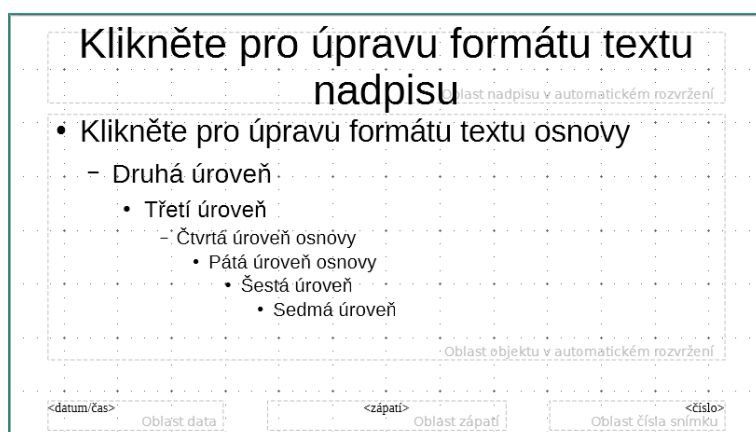 Klikněte pro úpravu formátu textu
nadpisu
Oblast nadpisu v automatickém rozvržení
• Klikněte pro úpravu formátu textu osnovy
– Druhá úroveň
• Třetí úroveň
– Čtvrtá úroveň osnovy
• Pátá úroveň osnovy
• Šestá úroveň
• Sedmá úroveň
Oblast objektu v automatickém rozvržení
<datum/čas>
Oblast data
<zápatí>
Oblast zápatí
<číslo>
Oblast čísla snímku